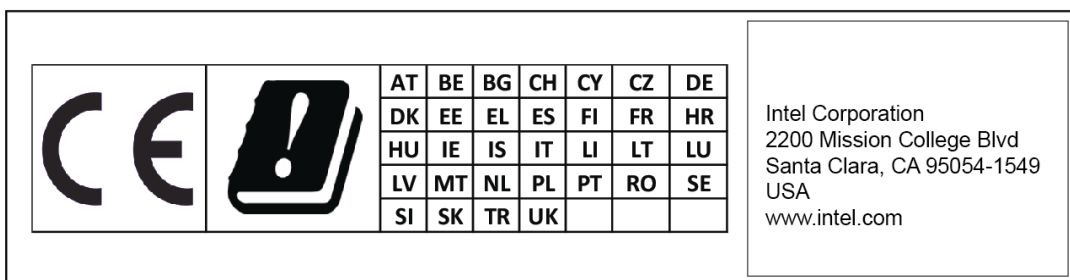 CE
AT BE BG CH CY CZ DE
DK EE EL ES FI FR HR
HU IE IS IT LI LT LU
LV MT NL PL PT RO SE
SI SK TR UK
Intel Corporation
2200 Mission College Blvd
Santa Clara, CA 95054-1549
USA
www.intel.com